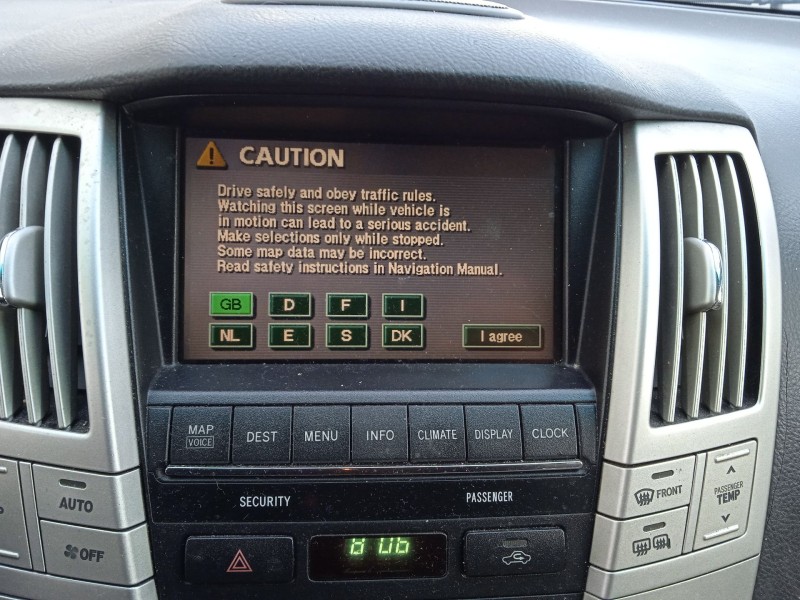 CAUTION
Drive safely and obey traffic rules.
Watching this screen while vehicle is
in motion can lead to a serious accident.
Make selections only while stopped.
Some map data may be incorrect.
Read safety instructions in Navigation Manual.
GB D F I
NL E S DK I agree
MAP VOICE DEST MENU INFO CLIMATE DISPLAY CLOCK
SECURITY PASSENGER
AUTO
OFF
FRONT
PASSENGER
TEMP